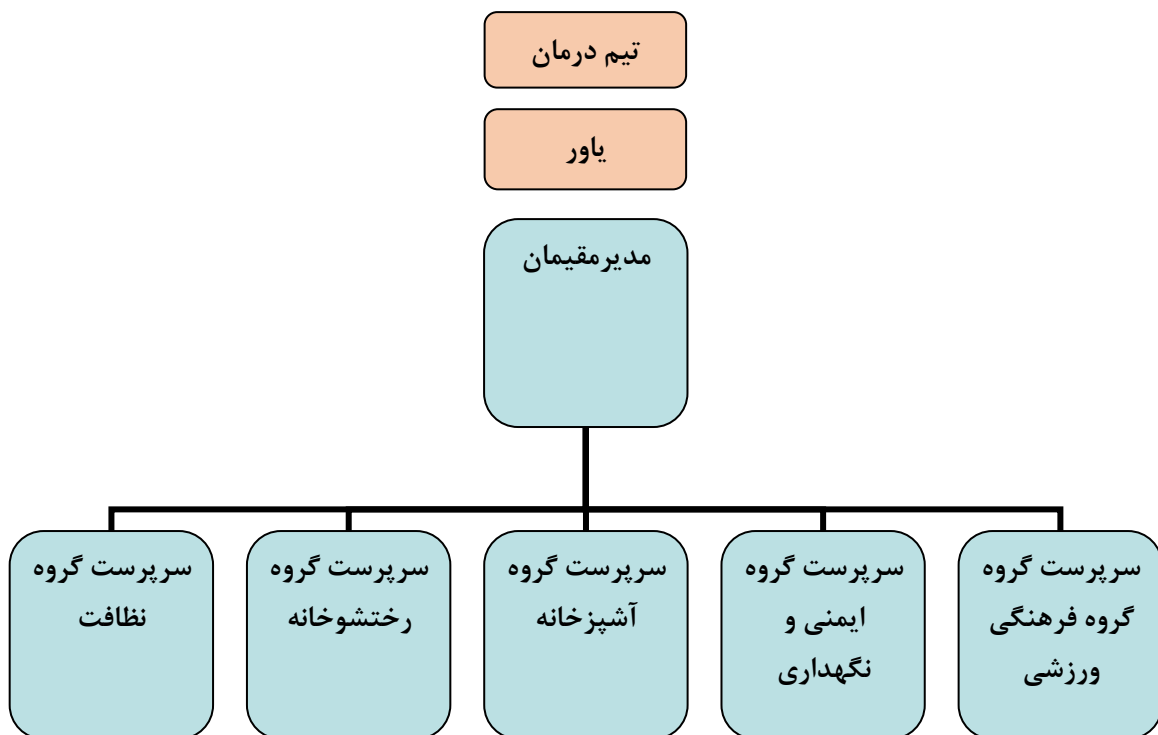 تیم درمان
یاور
مدیرمقیمان
سرپرست گروه
گروه فرهنگی
ورزشی
سرپرست گروه
ایمنی و
نگهداری
سرپرست گروه
آشپزخانه
سرپرست گروه
رختشوخانه
سرپرست گروه
نظافت